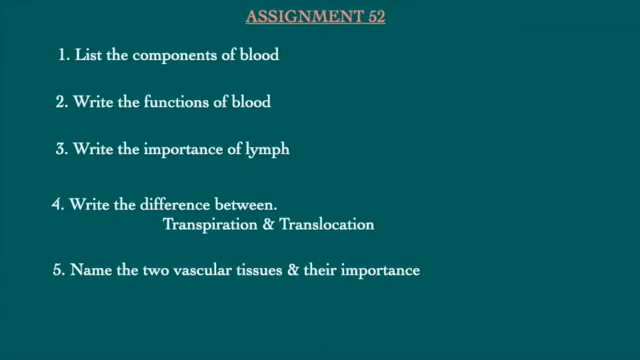 ASSIGNMENT 52
1. List the components of blood
2. Write the functions of blood
3. Write the importance of lymph
4. Write the difference between.
Transpiration & Translocation
5. Name the two vascular tissues & their importance